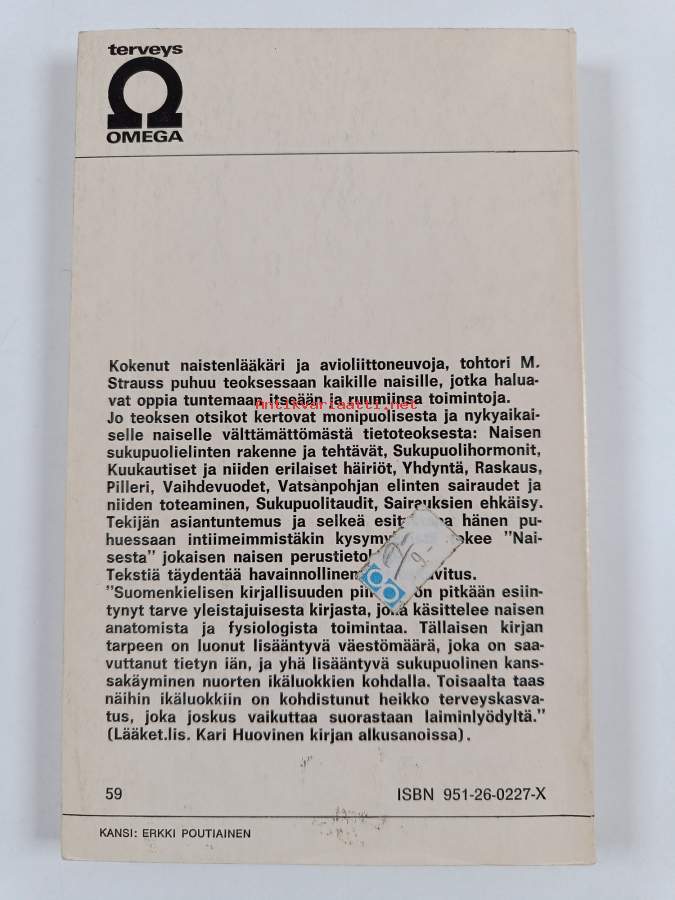 terveys
OMEGA
Kokenut naistenlääkäri ja avioliittoneuvoja, tohtori M.
Strauss puhuu teoksessaan kaikille naisille, jotka halua-
vat oppia tuntemaan itseään ja ruumiinsa toimintoja.
Antikvariaatti.net
Jo teoksen otsikot kertovat monipuolisesta ja nykyaikai-
selle naiselle välttämättömästä tietoteoksesta: Naisen
sukupuolielinten rakenne ja tehtävät, Sukupuolihormonit,
Kuukautiset ja niiden erilaiset häiriöt, Yhdyntä, Raskaus,
Pilleri, Vaihdevuodet, Vatsanpohjan elinten sairaudet ja
niiden toteaminen, Sukupuolitaudit, Sairauksien ehkäisy.
Tekijän asiantuntemus ja selkeä hänen pu-
huessaan intiimeimmistäkin "Nai-
sesta" jokaisen naisen
9-
Tekstiä täydentää havainnollinen
"Suomenkielisen kirjallisuuden on pitkään esiin-
tynyt tarve yleistajuisesta kirjasta, joka käsittelee naisen
anatomista ja fysiologista toimintaa. Tällaisen kirjan
tarpeen on luonut lisääntyvä väestömäärä, joka on saa-
vuttanut tietyn iän, ja yhä lisääntyvä sukupuolinen kans-
sakäyminen nuorten ikäluokkien kohdalla. Toisaalta taas
näihin ikäluokkiin on kohdistunut heikko terveyskasva-
tus, joka joskus vaikuttaa suorastaan laiminlyödyltä."
(Lääket.lis. Kari Huovinen kirjan alkusanoissa).
59
ISBN 951-26-0227-X
KANSI: ERKKI POUTIAINEN